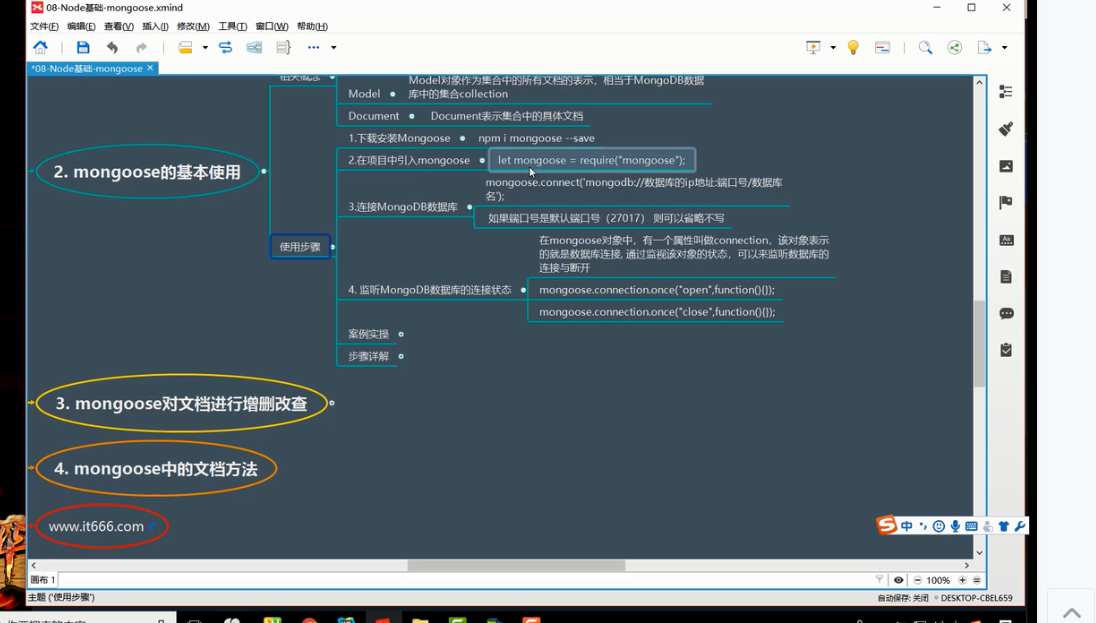 08-Node基础-mongoose.xmind
文件(F) 编辑(E) 查看(V) 插入(I) 修改(M) 工具(T) 窗口(W) 帮助(H)
*08-Node基础-mongoose
相关概念
Model对象作为集合中的所有文档的表示，相当于MongoDB数据
Model
库中的集合collection
Document
Document表示集合中的具体文档
1.下载安装Mongoose
npm i mongoose --save
2.在项目中引入mongoose
let mongoose = require("mongoose");
2. mongoose的基本使用
mongoose.connect('mongodb://数据库的ip地址:端口号/数据库
名');
3.连接MongoDB数据库
如果端口号是默认端口号（27017） 则可以省略不写
使用步骤
在mongoose对象中，有一个属性叫做connection，该对象表示
的就是数据库连接, 通过监视该对象的状态，可以来监听数据库的
连接与断开
4. 监听MongoDB数据库的连接状态
mongoose.connection.once("open",function(){});
mongoose.connection.once("close",function(){});
案例实操
步骤详解
3. mongoose对文档进行增删改查
4. mongoose中的文档方法
www.it666.com
中
画布 1
100%
主题 ('使用步骤')
自动保存: 关闭
DESKTOP-CBEL659